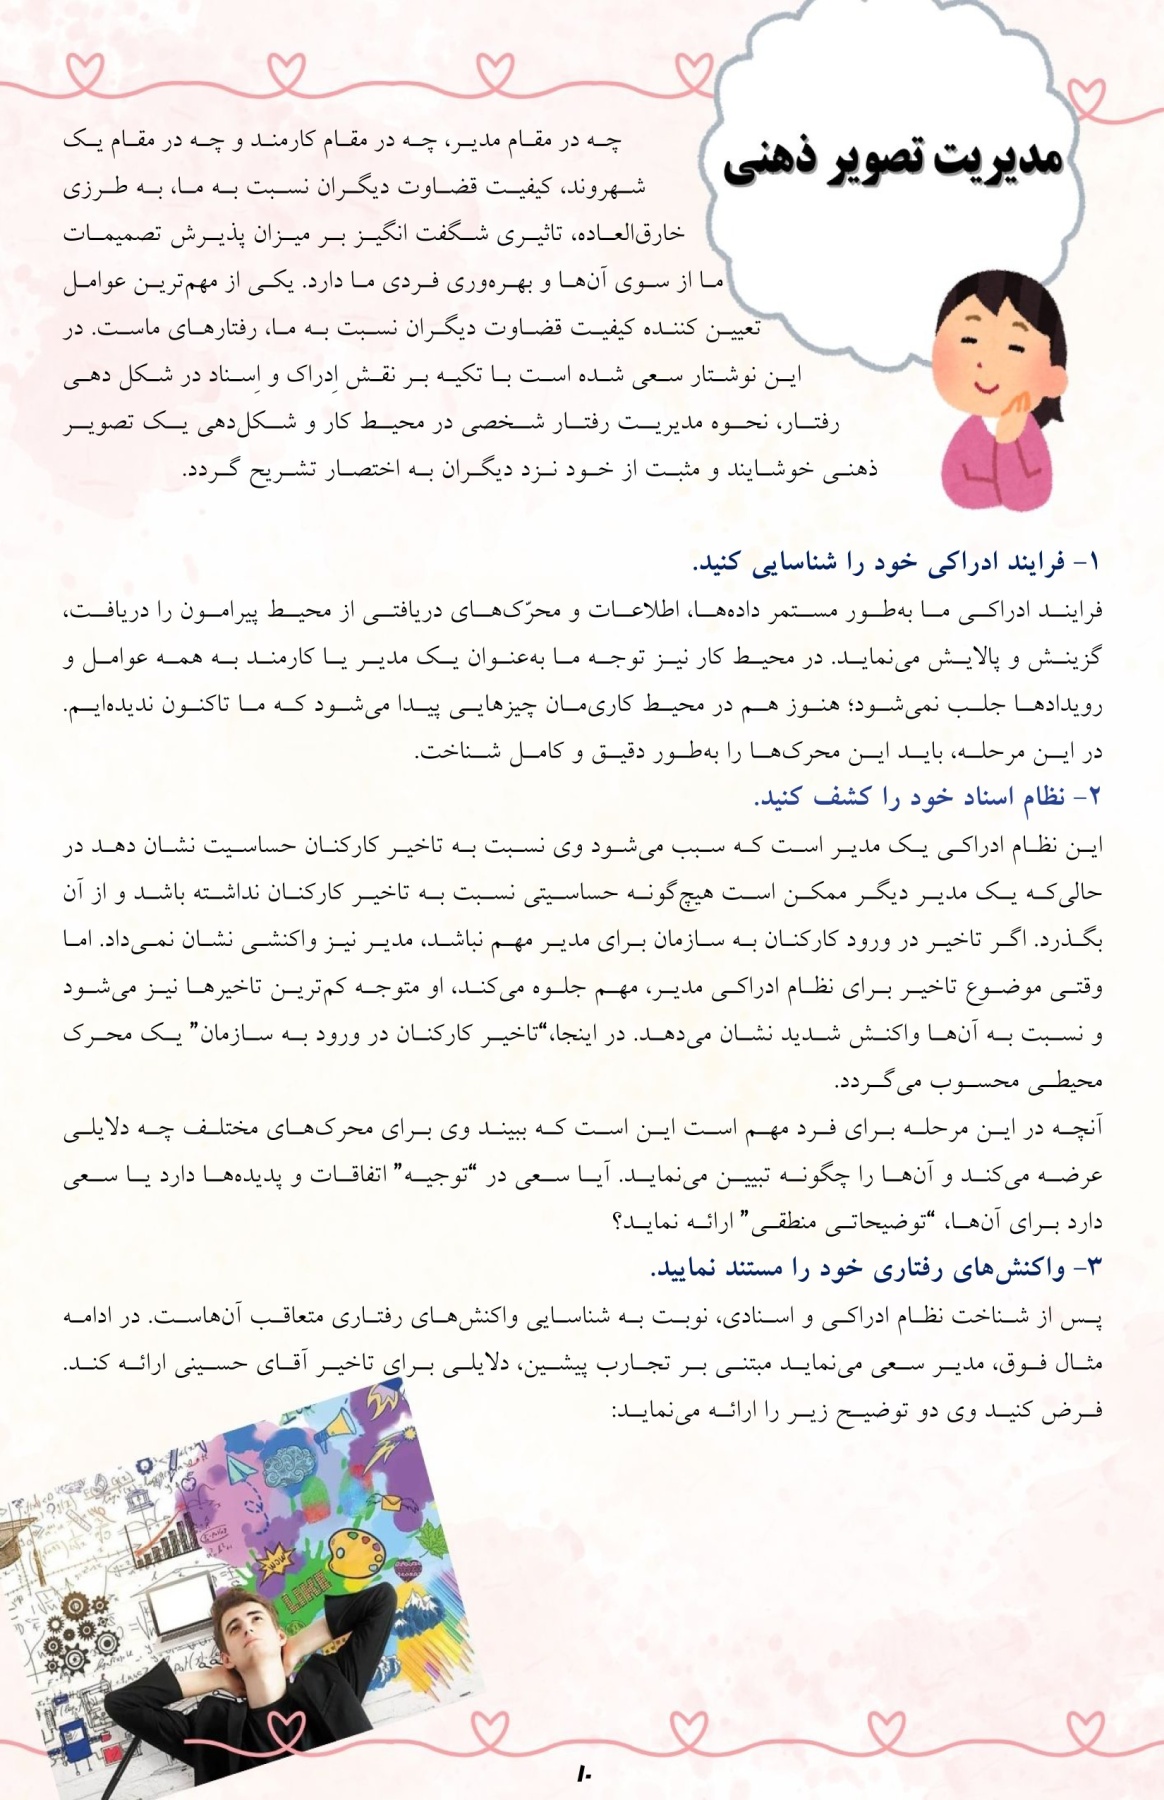 مدیریت تصویر ذهنی
چه در مقام مدیر، چه در مقام کارمند و چه در مقام یک
شهروند، کیفیت قضاوت دیگران نسبت به ما، به طرزی
خارق‌العاده، تاثیری شگفت انگیز بر میزان پذیرش تصمیمات
ما از سوی آن‌ها و بهره‌وری فردی ما دارد. یکی از مهم‌ترین عوامل
تعیین کننده کیفیت قضاوت دیگران نسبت به ما، رفتارهای ماست. در
این نوشتار سعی شده است با تکیه بر نقش اِدراک و اِسناد در شکل دهی
رفتار، نحوه مدیریت رفتار شخصی در محیط کار و شکل‌دهی یک تصویر
ذهنی خوشایند و مثبت از خود نزد دیگران به اختصار تشریح گردد.
۱- فرایند ادراکی خود را شناسایی کنید.
فرایند ادراکی ما به‌طور مستمر داده‌ها، اطلاعات و محرّک‌های دریافتی از محیط پیرامون را دریافت،
گزینش و پالایش می‌نماید. در محیط کار نیز توجه ما به‌عنوان یک مدیر یا کارمند به همه عوامل و
رویدادها جلب نمی‌شود؛ هنوز هم در محیط کاری‌مان چیزهایی پیدا می‌شود که ما تاکنون ندیده‌ایم.
در این مرحله، باید این محرک‌ها را به‌طور دقیق و کامل شناخت.
۲- نظام اسناد خود را کشف کنید.
این نظام ادراکی یک مدیر است که سبب می‌شود وی نسبت به تاخیر کارکنان حساسیت نشان دهد در
حالی‌که یک مدیر دیگر ممکن است هیچ‌گونه حساسیتی نسبت به تاخیر کارکنان نداشته باشد و از آن
بگذرد. اگر تاخیر در ورود کارکنان به سازمان برای مدیر مهم نباشد، مدیر نیز واکنشی نشان نمی‌داد. اما
وقتی موضوع تاخیر برای نظام ادراکی مدیر، مهم جلوه می‌کند، او متوجه کم‌ترین تاخیرها نیز می‌شود
و نسبت به آن‌ها واکنش شدید نشان می‌دهد. در اینجا،“تاخیر کارکنان در ورود به سازمان” یک محرک
محیطی محسوب می‌گردد.
آنچه در این مرحله برای فرد مهم است این است که ببیند وی برای محرک‌های مختلف چه دلایلی
عرضه می‌کند و آن‌ها را چگونه تبیین می‌نماید. آیا سعی در “توجیه” اتفاقات و پدیده‌ها دارد یا سعی
دارد برای آن‌ها، “توضیحاتی منطقی” ارائه نماید؟
۳- واکنش‌های رفتاری خود را مستند نمایید.
پس از شناخت نظام ادراکی و اسنادی، نوبت به شناسایی واکنش‌های رفتاری متعاقب آن‌هاست. در ادامه
مثال فوق، مدیر سعی می‌نماید مبتنی بر تجارب پیشین، دلایلی برای تاخیر آقای حسینی ارائه کند.
فرض کنید وی دو توضیح زیر را ارائه می‌نماید:
WOW
LIKE
۱۰